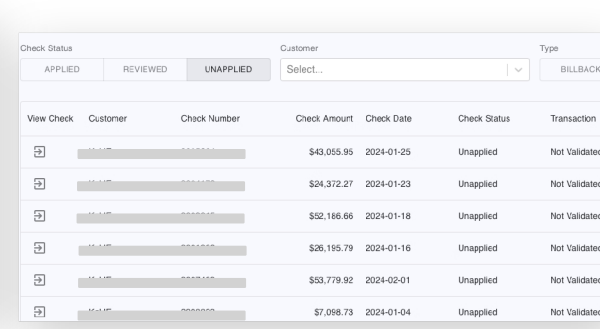 Check Status Customer Type
APPLIED REVIEWED UNAPPLIED Select... BILLBACK
View Check Customer Check Number Check Amount Check Date Check Status Transaction
$43,055.95 2024-01-25 Unapplied Not Validated
$24,372.27 2024-01-23 Unapplied Not Validated
$52,186.66 2024-01-18 Unapplied Not Validated
$26,195.79 2024-01-16 Unapplied Not Validated
$53,779.92 2024-02-01 Unapplied Not Validated
$7,098.73 2024-01-04 Unapplied Not Validated